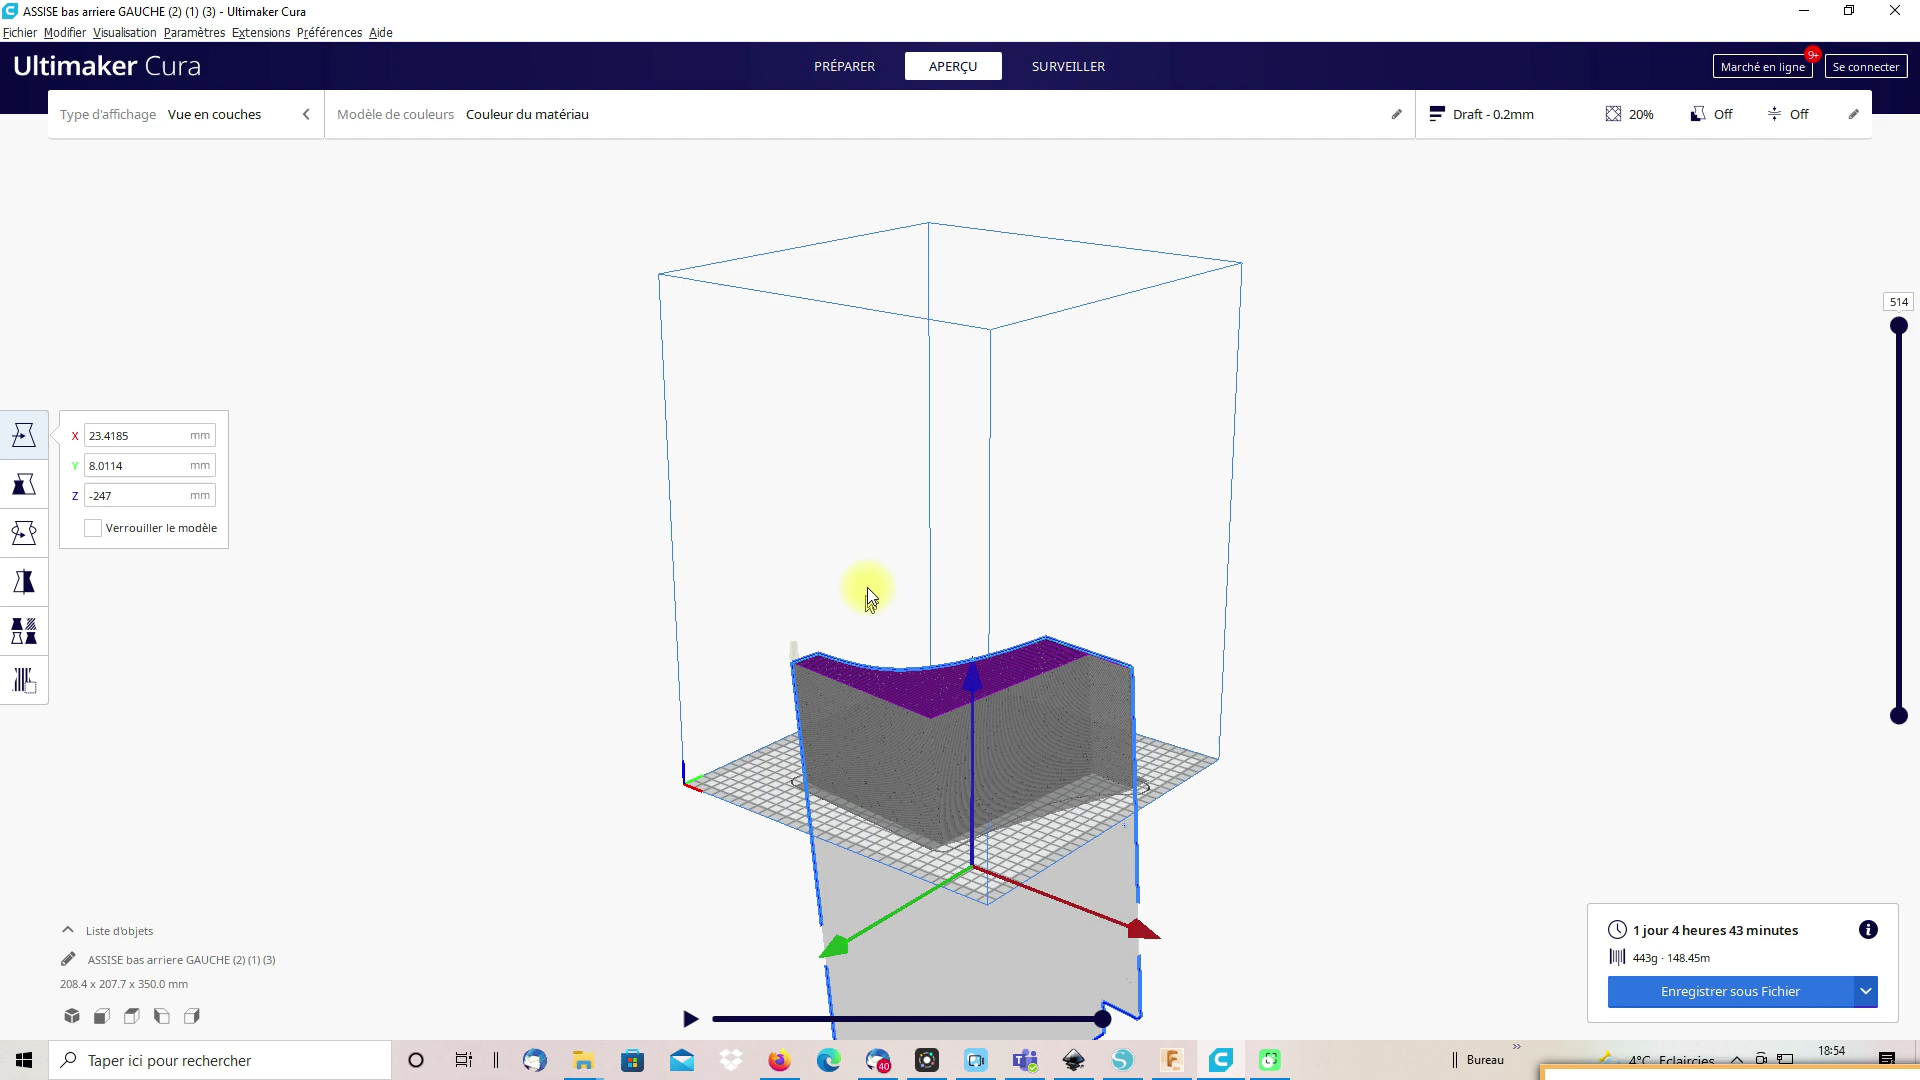 ASSISE bas arriere GAUCHE (2) (1) (3) - Ultimaker Cura
Fichier Modifier Visualisation Paramètres Extensions Préférences Aide
Ultimaker Cura
PRÉPARER
APERÇU
SURVEILLER
Marché en ligne
9+
Se connecter
Type d'affichage Vue en couches
Modèle de couleurs Couleur du matériau
Draft - 0.2mm
20%
Off
Off
514
X 23.4185 mm
Y 8.0114 mm
Z -247 mm
Verrouiller le modèle
Liste d'objets
ASSISE bas arriere GAUCHE (2) (1) (3)
208.4 x 207.7 x 350.0 mm
1 jour 4 heures 43 minutes
443g · 148.45m
Enregistrer sous Fichier
Taper ici pour rechercher
40
Bureau
4°C Eclaircies
18:54